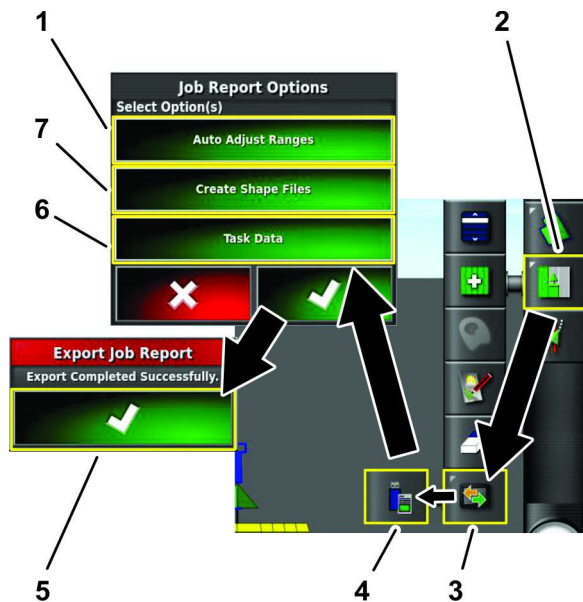 1
2
Job Report Options
Select Option(s)
7
Auto Adjust Ranges
Create Shape Files
6
Task Data
Export Job Report
Export Completed Successfully.
5
4
3